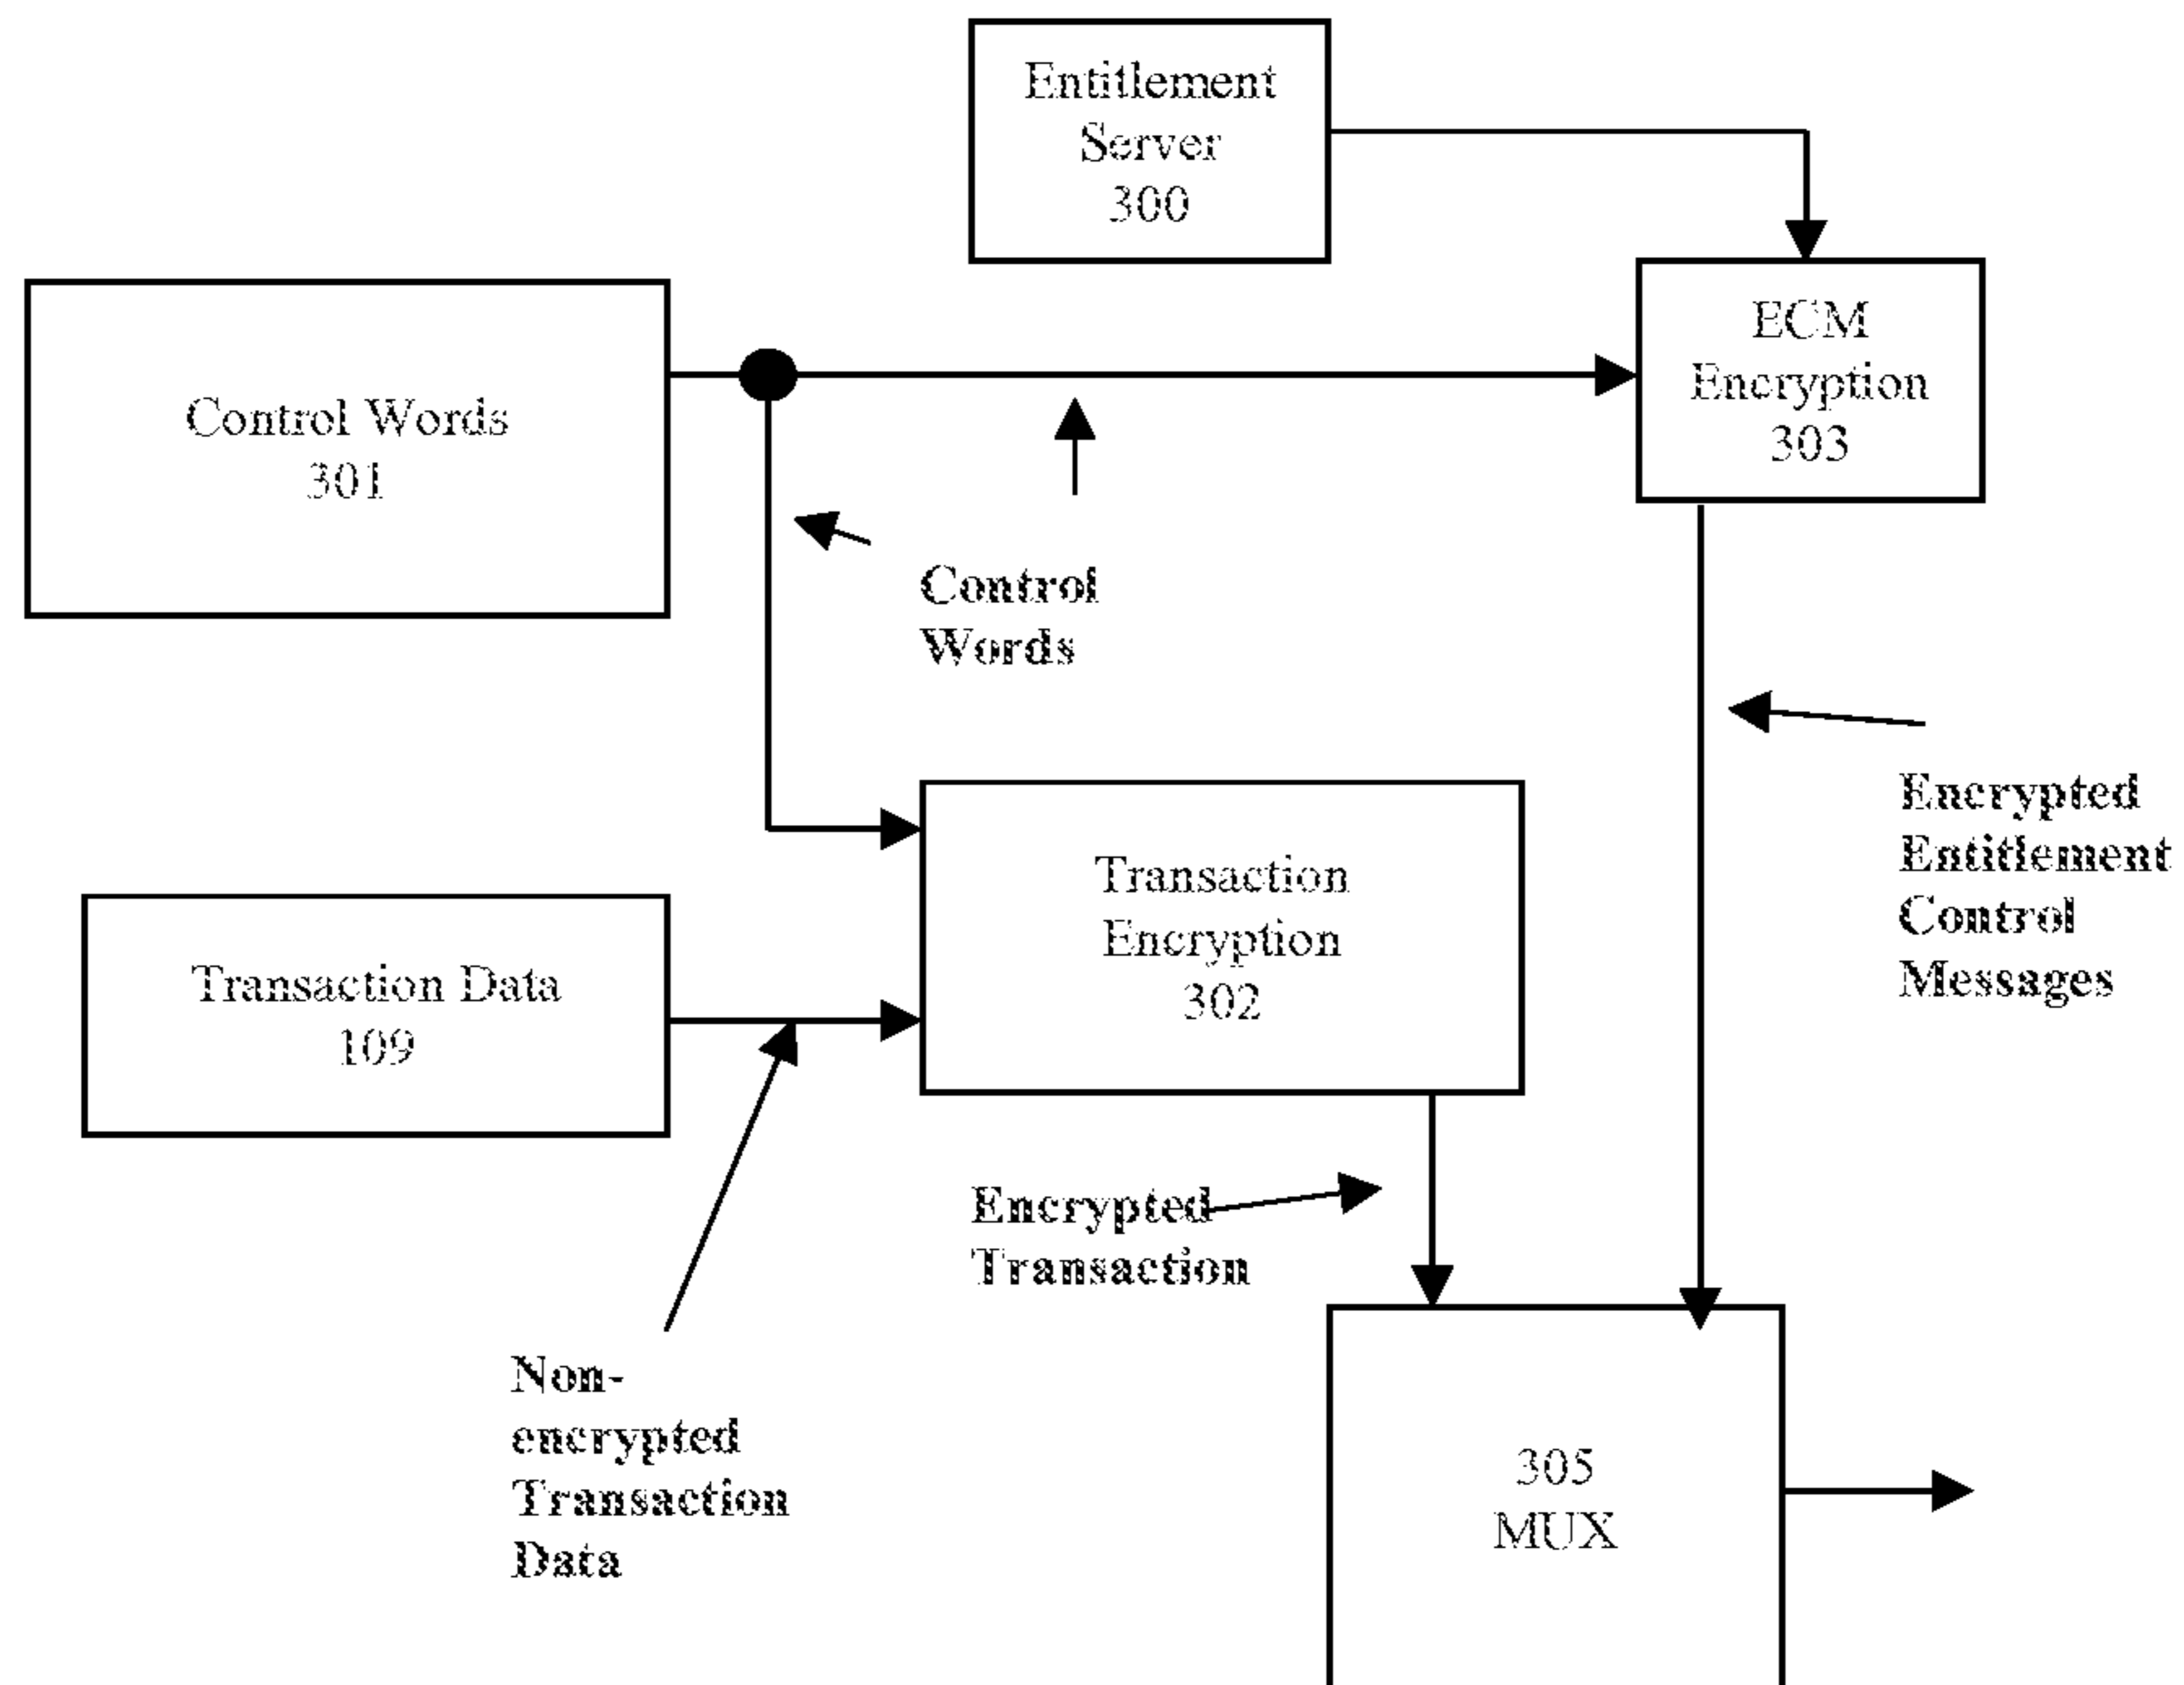 Entitlement
Server
300
ECM
Encryption
303
Control Words
301
Control
Words
Encrypted
Entitlement
Control
Messages
Transaction
Encryption
302
Transaction Data
109
Encrypted
Transaction
Non-
encrypted
Transaction
Data
305
MUX